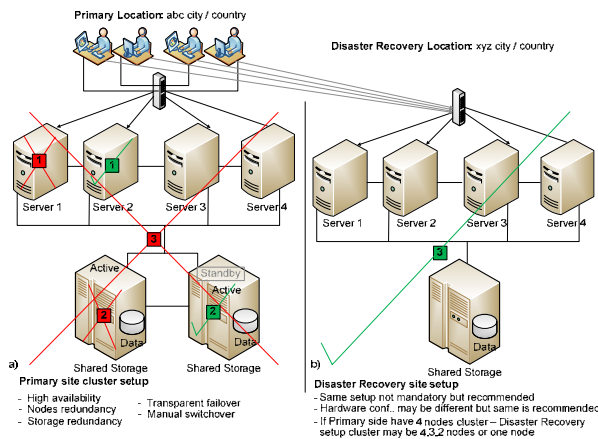 Primary Location: abc city / country
Disaster Recovery Location: xyz city / country
1
1
Server 1
Server 2
Server 3
Server 4
Server 1
Server 2
Server 3
Server 4
3
3
Active
Standby
Active
2
2
Data
Data
Data
a)
Shared Storage
Shared Storage
b)
Shared Storage
Primary site cluster setup
- High availability
- Nodes redundancy
- Storage redundancy
- Transparent failover
- Manual switchover
Disaster Recovery site setup
- Same setup not mandatory but recommended
- Hardware conf.. may be different but same is recommended
- If Primary side have 4 nodes cluster – Disaster Recovery
setup cluster may be 4,3,2 nodes or one node